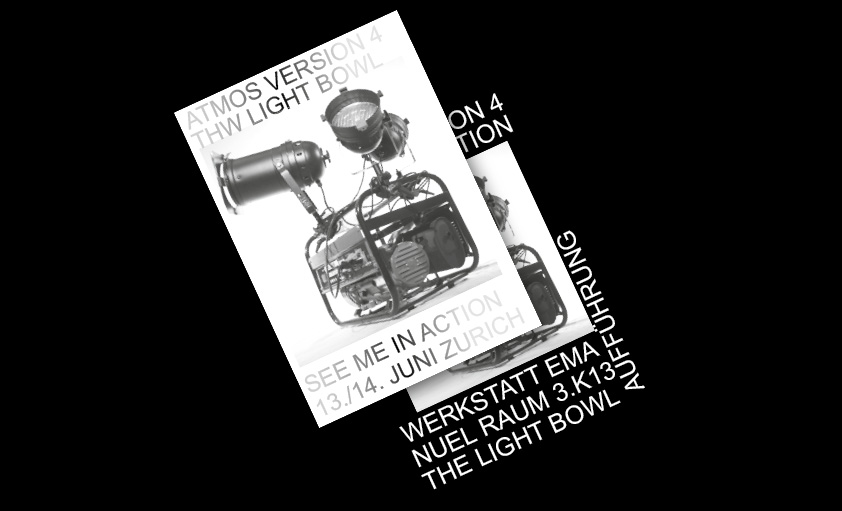 ATMOS VERSION 4
THW LIGHT BOWL
SEE ME IN ACTION
13./14. JUNI ZURICH
ON 4
TION
WERKSTATT EMA
NUEL RAUM 3.K13
THE LIGHT BOWL
AUFFÜHRUNG